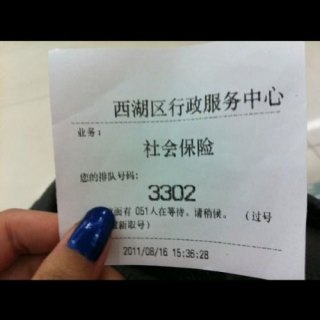 西湖区行政服务中心
业务：
社会保险
您的排队号码：
3302
面有 051人在等待。请稍候。 （过号
新取号）
2011/08/16 15:36:28